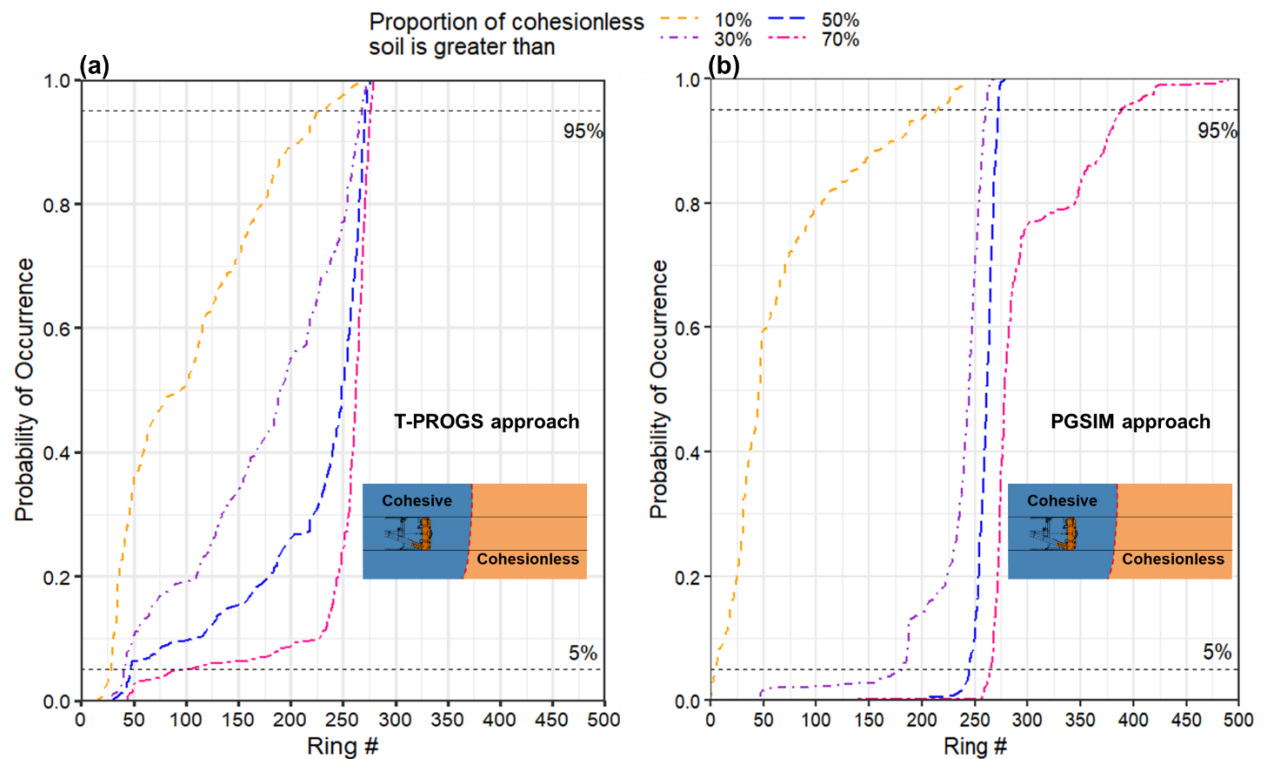 Proportion of cohesionless
soil is greater than
10%
50%
30%
70%
(a)
1.0
0.8
0.6
0.4
0.2
0.0
Probability of Occurrence
95%
T-PROGS approach
Cohesive
Cohesionless
5%
0 50 100 150 200 250 300 350 400 450 500
Ring #
(b)
1.0
0.8
0.6
0.4
0.2
0.0
Probability of Occurrence
95%
PGSIM approach
Cohesive
Cohesionless
5%
0 50 100 150 200 250 300 350 400 450 500
Ring #